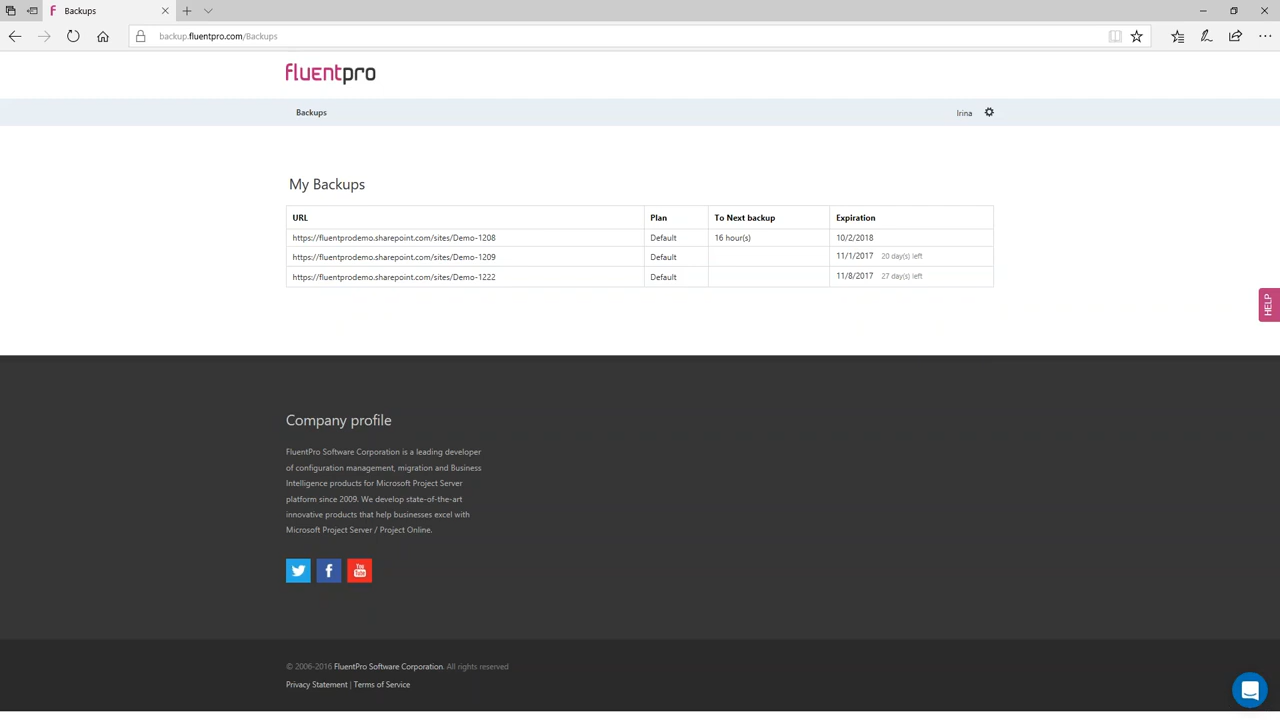 Backups
backup.fluentpro.com/Backups
fluentpro
Backups
Irina
My Backups
URL Plan To Next backup Expiration
https://fluentprodemo.sharepoint.com/sites/Demo-1208 Default 16 hour(s) 10/2/2018
https://fluentprodemo.sharepoint.com/sites/Demo-1209 Default 11/1/2017 20 day(s) left
https://fluentprodemo.sharepoint.com/sites/Demo-1222 Default 11/8/2017 27 day(s) left
HELP
Company profile
FluentPro Software Corporation is a leading developer
of configuration management, migration and Business
Intelligence products for Microsoft Project Server
platform since 2009. We develop state-of-the-art
innovative products that help businesses excel with
Microsoft Project Server / Project Online.
You Tube
© 2006-2016 FluentPro Software Corporation. All rights reserved
Privacy Statement | Terms of Service